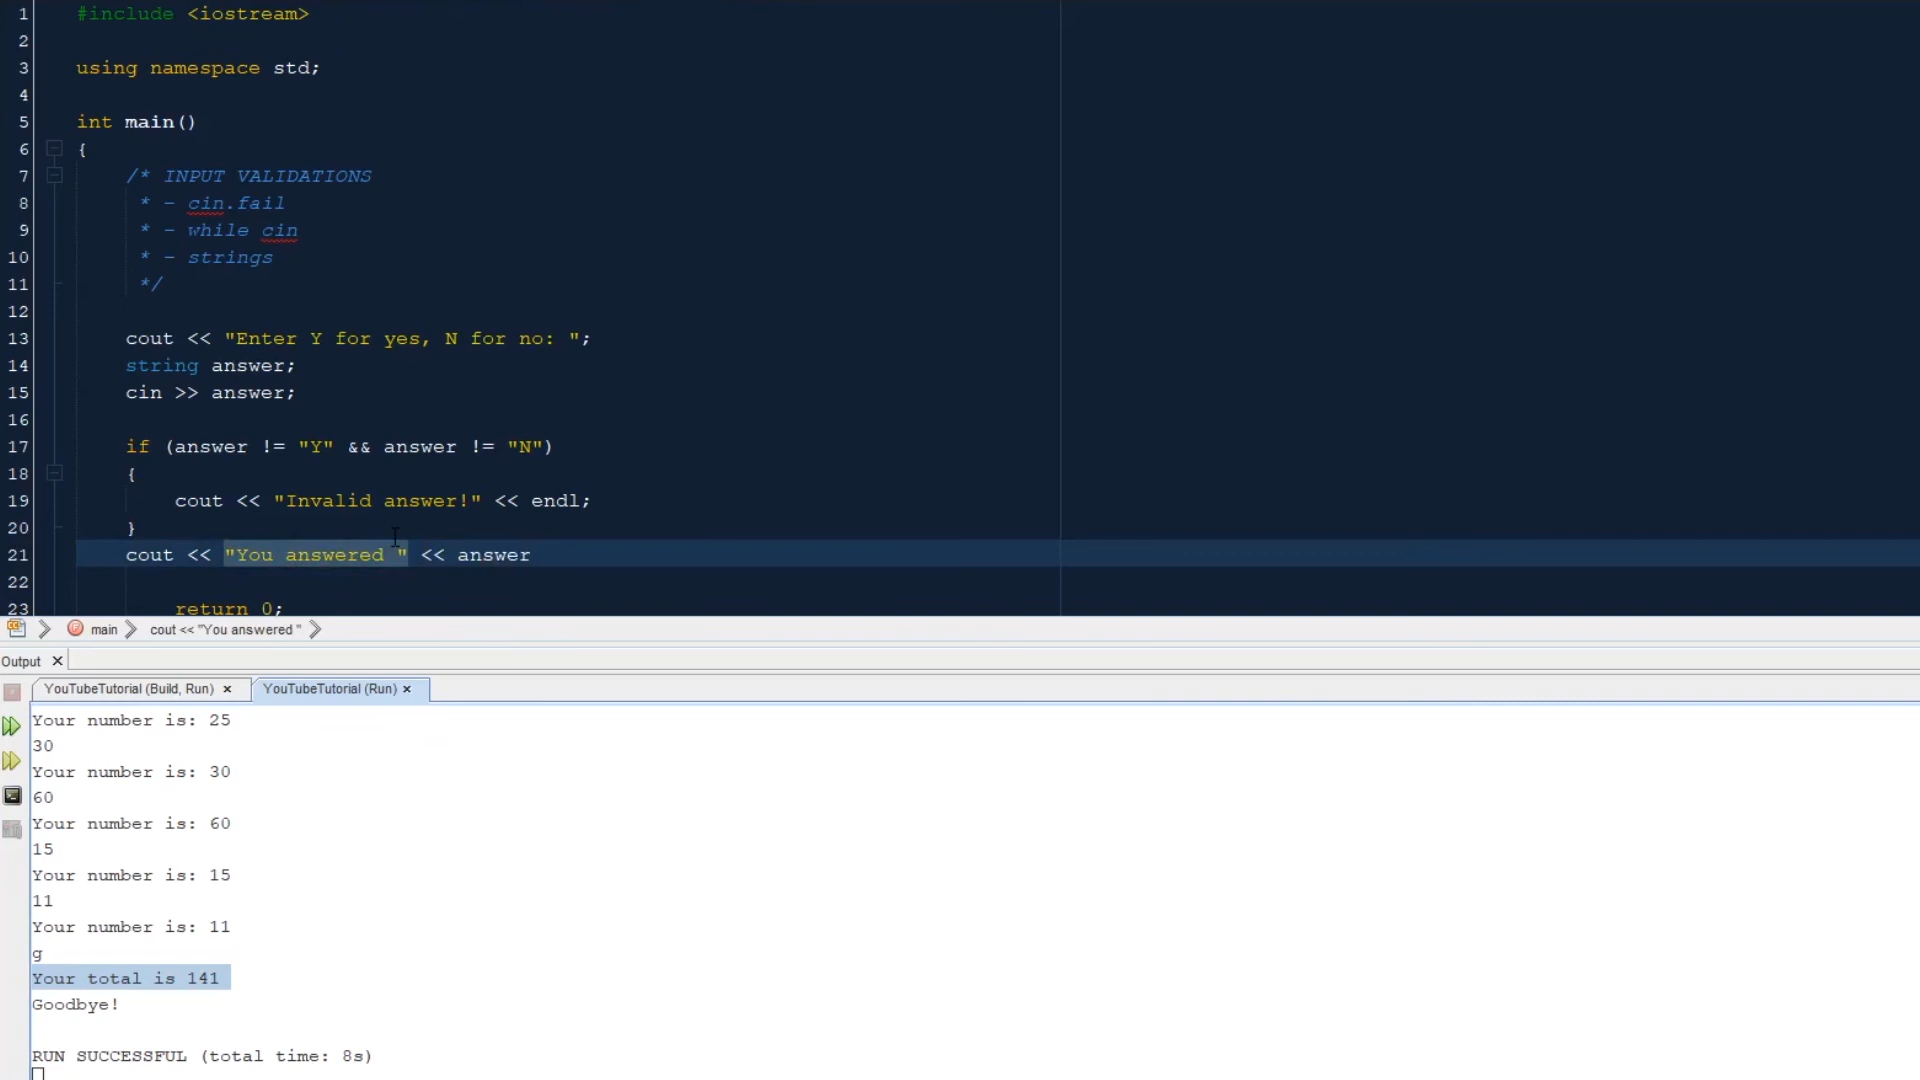 1 #include <iostream>
2
3 using namespace std;
4
5 int main()
6 {
7 /* INPUT VALIDATIONS
8 * - cin.fail
9 * - while cin
10 * - strings
11 */
12
13 cout << "Enter Y for yes, N for no: ";
14 string answer;
15 cin >> answer;
16
17 if (answer != "Y" && answer != "N")
18 {
19 cout << "Invalid answer!" << endl;
20 }
21 cout << "You answered " << answer
22
23 return 0;
main cout << "You answered "
Output
YouTubeTutorial (Build, Run) YouTubeTutorial (Run)
Your number is: 25
30
Your number is: 30
60
Your number is: 60
15
Your number is: 15
11
Your number is: 11
g
Your total is 141
Goodbye!
RUN SUCCESSFUL (total time: 8s)